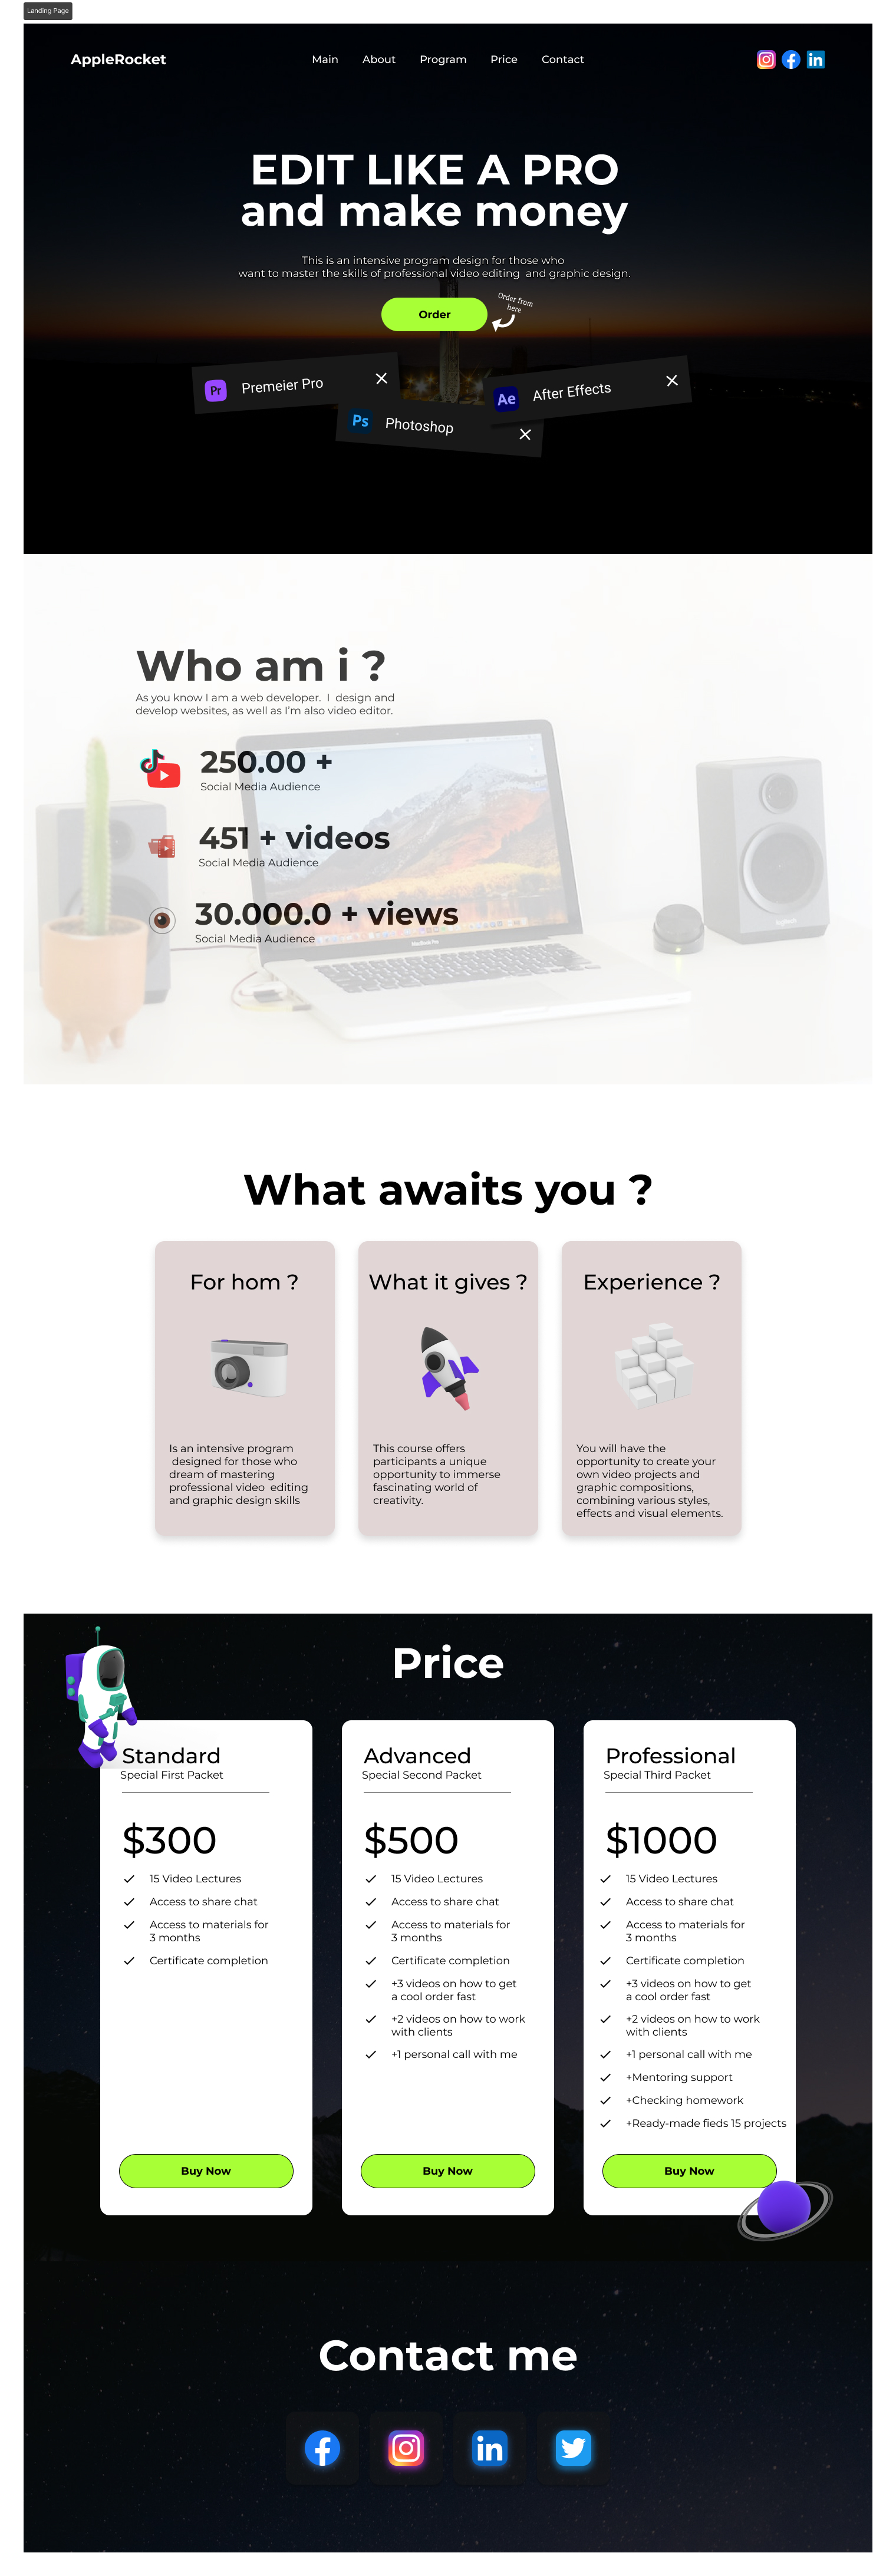 Landing Page
AppleRocket
Main
About
Program
Price
Contact
EDIT LIKE A PRO
and make money
This is an intensive program design for those who
want to master the skills of professional video editing  and graphic design.
Order
Order from
here
Pr
Premeier Pro
Ps
Photoshop
Ae
After Effects
Who am i ?
As you know I am a web developer.  I  design and
develop websites, as well as I'm also video editor.
250.00 +
Social Media Audience
451 + videos
Social Media Audience
30.000.0 + views
Social Media Audience
MacBook Pro
logitech
What awaits you ?
For hom ?
Is an intensive program
designed for those who
dream of mastering
professional video  editing
and graphic design skills
What it gives ?
This course offers
participants a unique
opportunity to immerse
fascinating world of
creativity.
Experience ?
You will have the
opportunity to create your
own video projects and
graphic compositions,
combining various styles,
effects and visual elements.
Price
Standard
Special First Packet
$300
15 Video Lectures
Access to share chat
Access to materials for
3 months
Certificate completion
Buy Now
Advanced
Special Second Packet
$500
15 Video Lectures
Access to share chat
Access to materials for
3 months
Certificate completion
+3 videos on how to get
a cool order fast
+2 videos on how to work
with clients
+1 personal call with me
Buy Now
Professional
Special Third Packet
$1000
15 Video Lectures
Access to share chat
Access to materials for
3 months
Certificate completion
+3 videos on how to get
a cool order fast
+2 videos on how to work
with clients
+1 personal call with me
+Mentoring support
+Checking homework
+Ready-made fieds 15 projects
Buy Now
Contact me